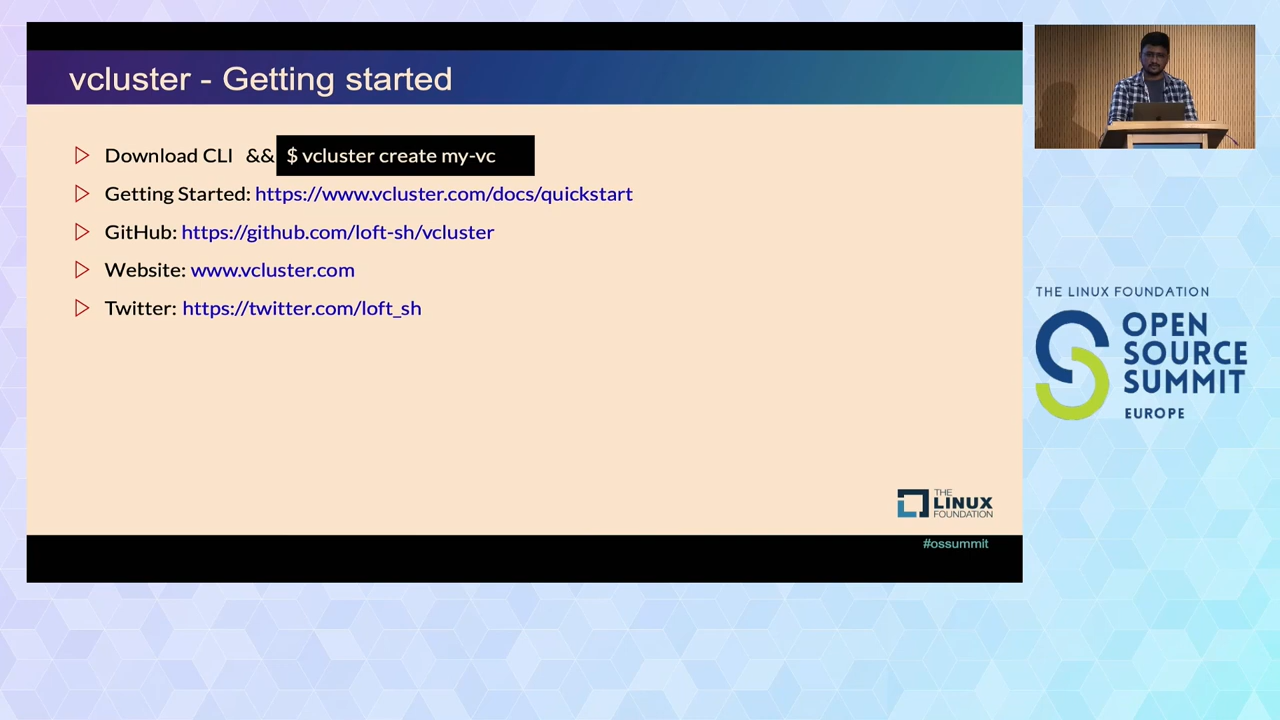 vcluster - Getting started
Download CLI && $ vcluster create my-vc
Getting Started: https://www.vcluster.com/docs/quickstart
GitHub: https://github.com/loft-sh/vcluster
Website: www.vcluster.com
Twitter: https://twitter.com/loft_sh
THE
LINUX
FOUNDATION
#ossummit
THE LINUX FOUNDATION
OPEN
SOURCE
SUMMIT
EUROPE